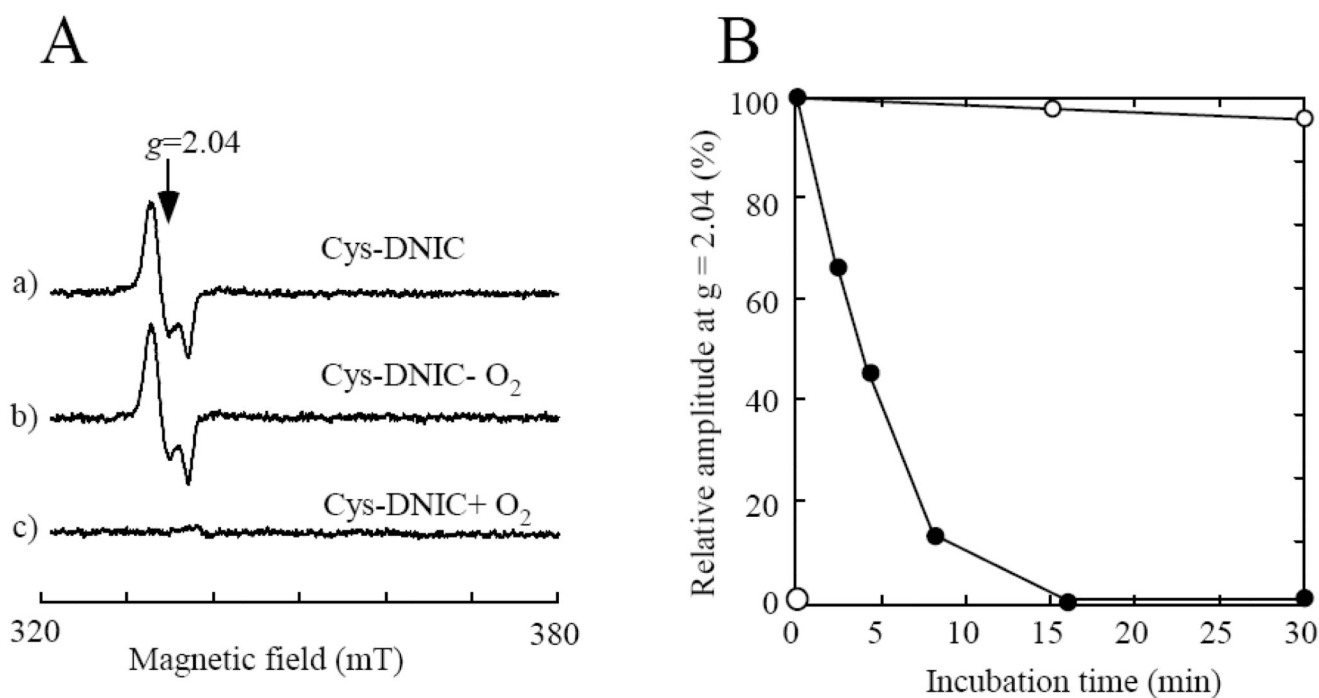 A
g=2.04
a)
Cys-DNIC
b)
Cys-DNIC- O₂
c)
Cys-DNIC+ O₂
320
380
Magnetic field (mT)
B
Relative amplitude at g = 2.04 (%)
100
80
60
40
20
0
0
5
10
15
20
25
30
Incubation time (min)